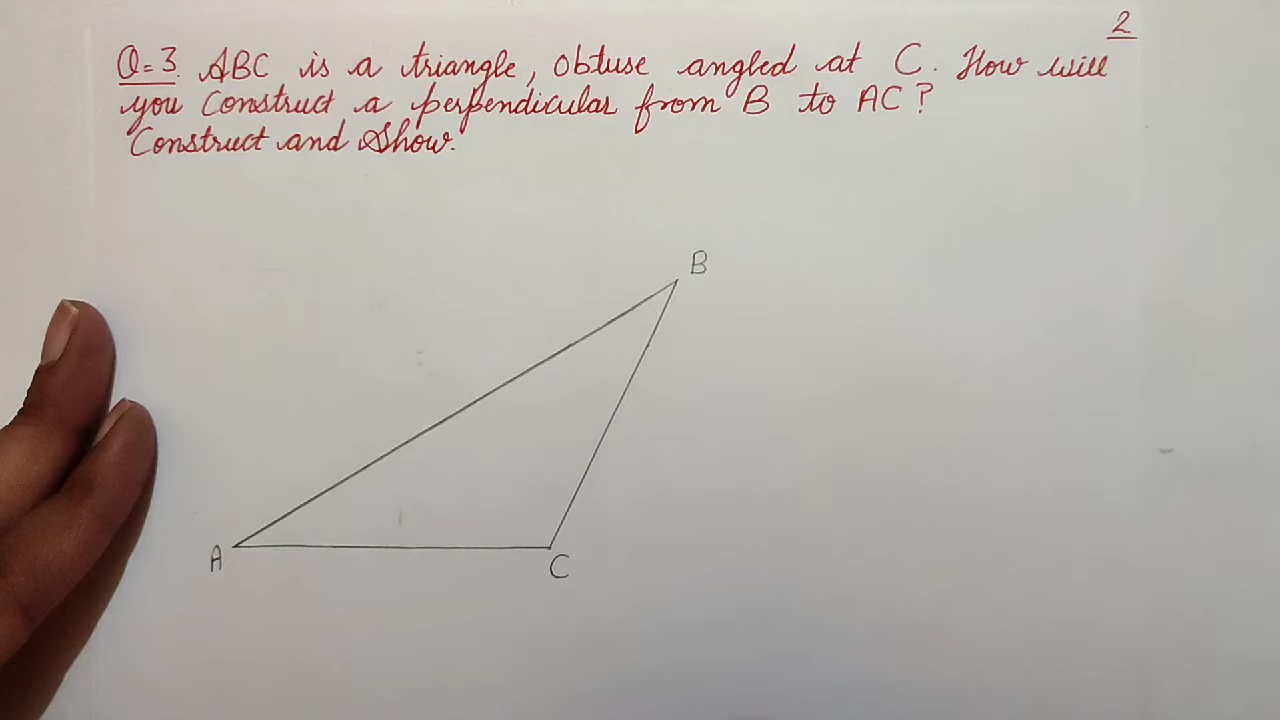 2
Q=3. ABC is a triangle, obtuse angled at C. How will
you Construct a perpendicular from B to AC?
Construct and Show.
B
A
C